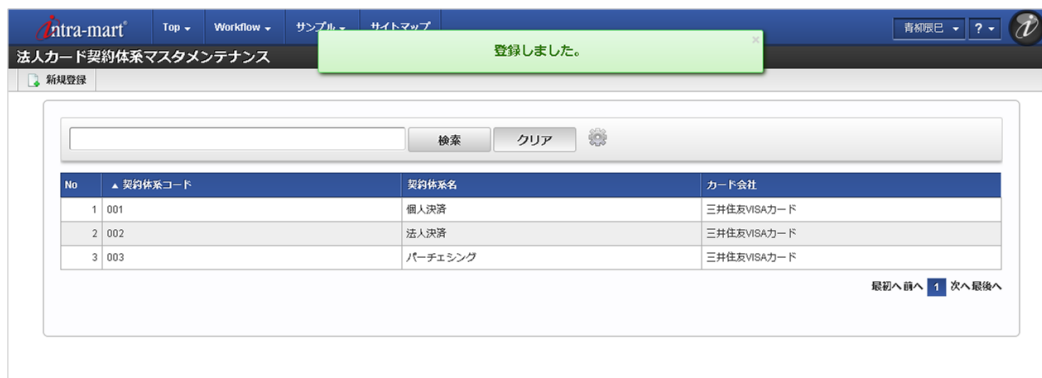 intra-mart® Top Workflow サンプル サイトマップ 青柳辰巳 ?
登録しました。 ×
法人カード契約体系マスタメンテナンス
新規登録
検索 クリア
No ▲ 契約体系コード 契約体系名 カード会社
1 001 個人決済 三井住友VISAカード
2 002 法人決済 三井住友VISAカード
3 003 パーチェシング 三井住友VISAカード
最初へ 前へ 1 次へ 最後へ